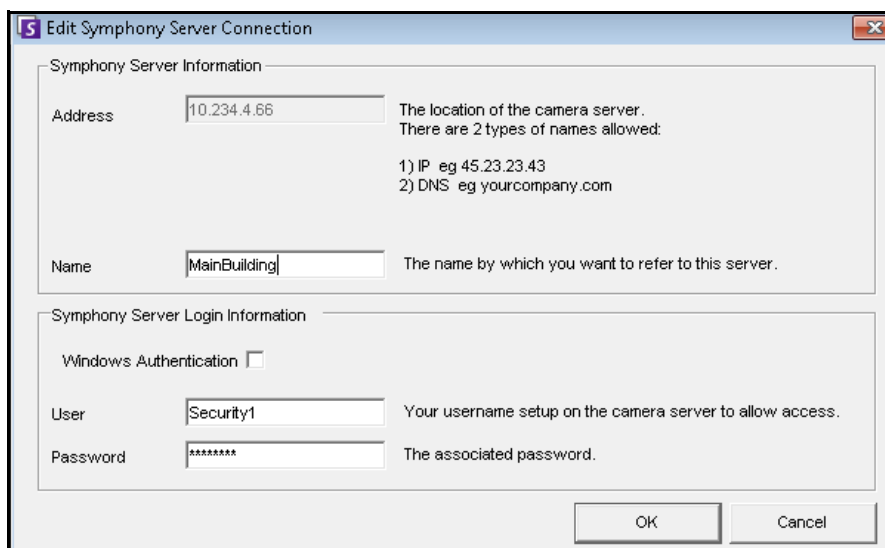 Edit Symphony Server Connection
Symphony Server Information
Address
10.234.4.66
The location of the camera server.
There are 2 types of names allowed:
1) IP eg 45.23.23.43
2) DNS eg yourcompany.com
Name
MainBuilding
The name by which you want to refer to this server.
Symphony Server Login Information
Windows Authentication
User
Security1
Your username setup on the camera server to allow access.
Password
********
The associated password.
OK
Cancel